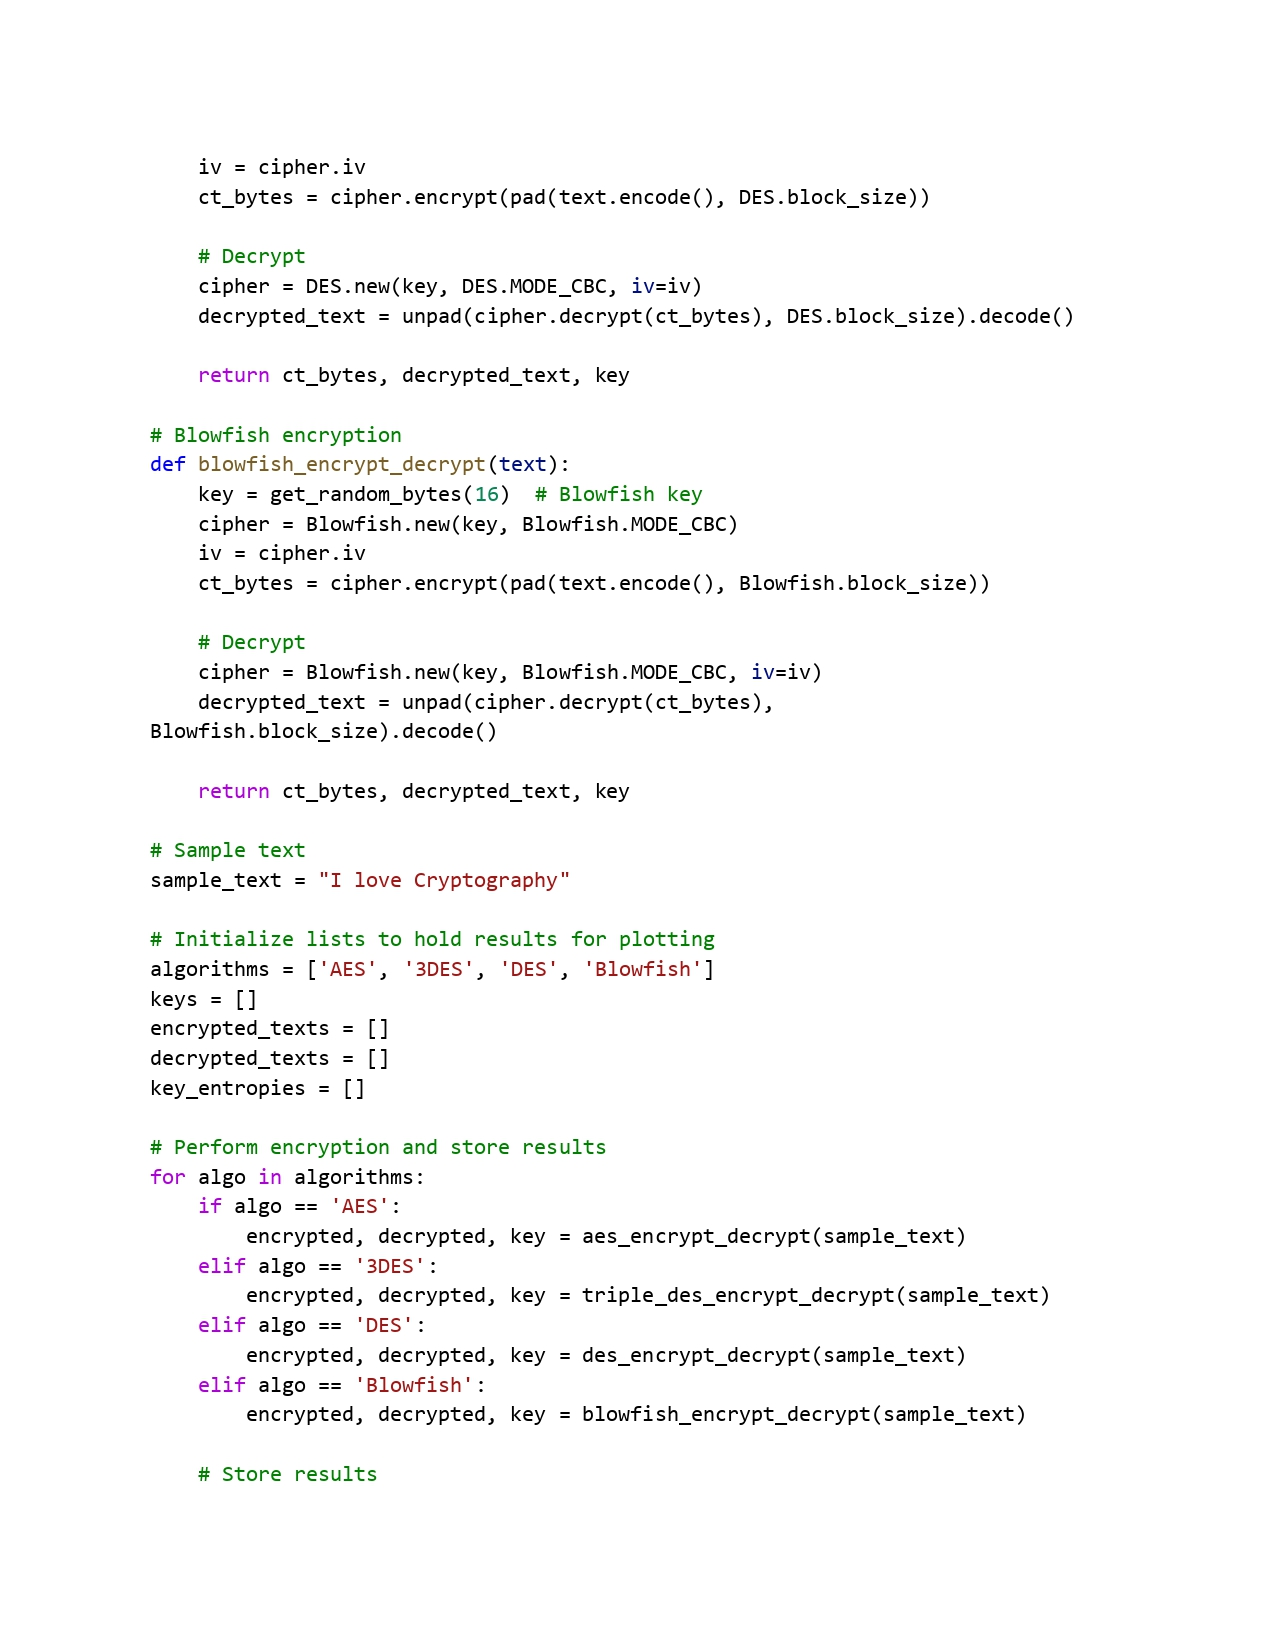 iv = cipher.iv
    ct_bytes = cipher.encrypt(pad(text.encode(), DES.block_size))

    # Decrypt
    cipher = DES.new(key, DES.MODE_CBC, iv=iv)
    decrypted_text = unpad(cipher.decrypt(ct_bytes), DES.block_size).decode()

    return ct_bytes, decrypted_text, key

# Blowfish encryption
def blowfish_encrypt_decrypt(text):
    key = get_random_bytes(16)  # Blowfish key
    cipher = Blowfish.new(key, Blowfish.MODE_CBC)
    iv = cipher.iv
    ct_bytes = cipher.encrypt(pad(text.encode(), Blowfish.block_size))

    # Decrypt
    cipher = Blowfish.new(key, Blowfish.MODE_CBC, iv=iv)
    decrypted_text = unpad(cipher.decrypt(ct_bytes),
Blowfish.block_size).decode()

    return ct_bytes, decrypted_text, key

# Sample text
sample_text = "I love Cryptography"

# Initialize lists to hold results for plotting
algorithms = ['AES', '3DES', 'DES', 'Blowfish']
keys = []
encrypted_texts = []
decrypted_texts = []
key_entropies = []

# Perform encryption and store results
for algo in algorithms:
    if algo == 'AES':
        encrypted, decrypted, key = aes_encrypt_decrypt(sample_text)
    elif algo == '3DES':
        encrypted, decrypted, key = triple_des_encrypt_decrypt(sample_text)
    elif algo == 'DES':
        encrypted, decrypted, key = des_encrypt_decrypt(sample_text)
    elif algo == 'Blowfish':
        encrypted, decrypted, key = blowfish_encrypt_decrypt(sample_text)

    # Store results